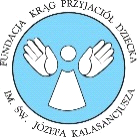 FUNDACJA KRĄG PRZYJACIÓŁ DZIECKA
IM. ŚW. JÓZEFA KALASANCJUSZA